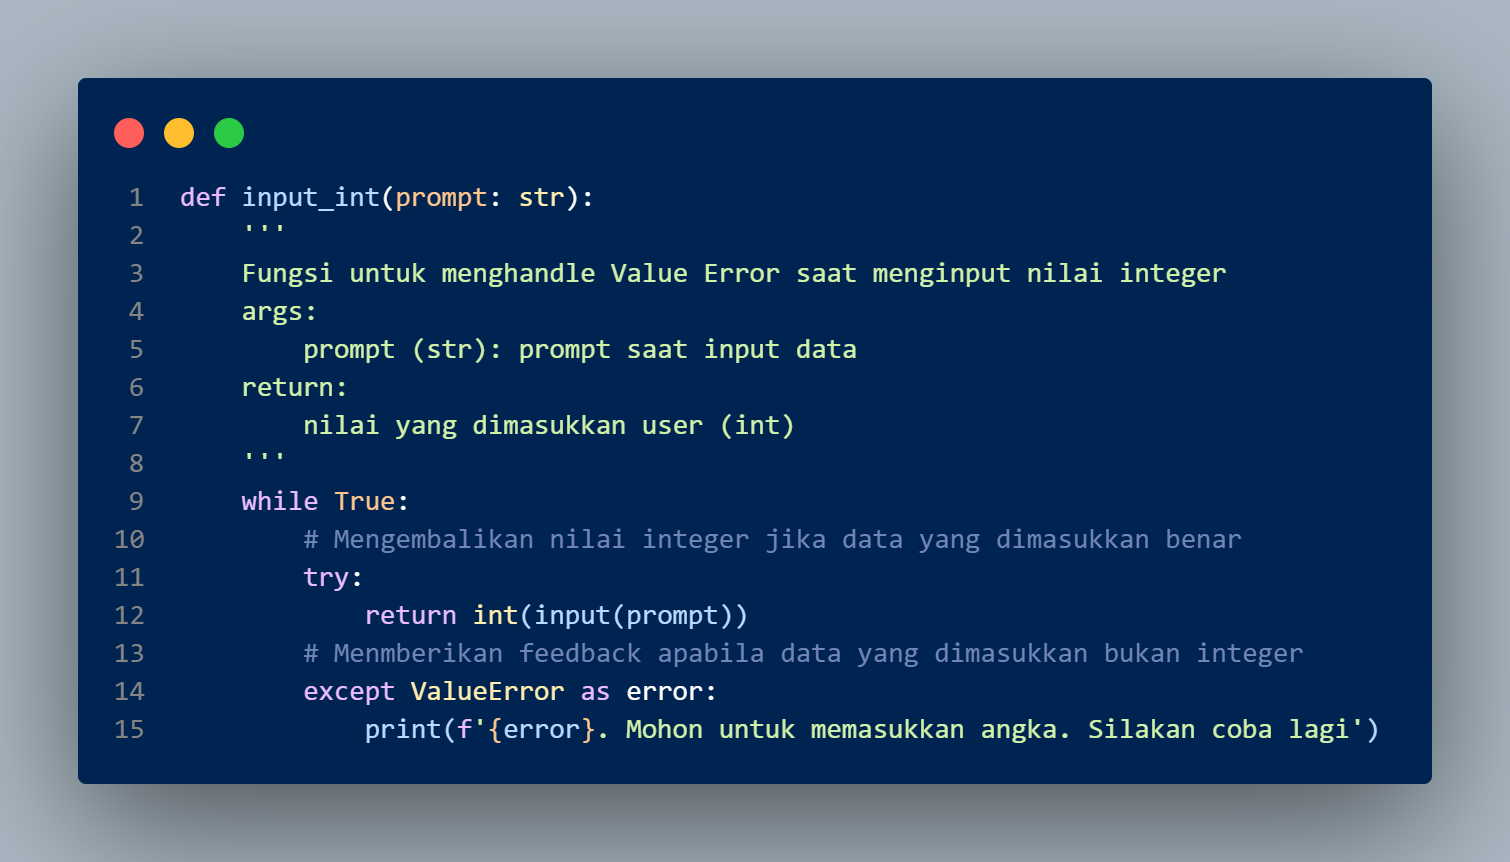 1 def input_int(prompt: str):
2     '''
3     Fungsi untuk menghandle Value Error saat menginput nilai integer
4     args:
5         prompt (str): prompt saat input data
6     return:
7         nilai yang dimasukkan user (int)
8     '''
9     while True:
10         # Mengembalikan nilai integer jika data yang dimasukkan benar
11         try:
12             return int(input(prompt))
13         # Menmberikan feedback apabila data yang dimasukkan bukan integer
14         except ValueError as error:
15             print(f'{error}. Mohon untuk memasukkan angka. Silakan coba lagi')